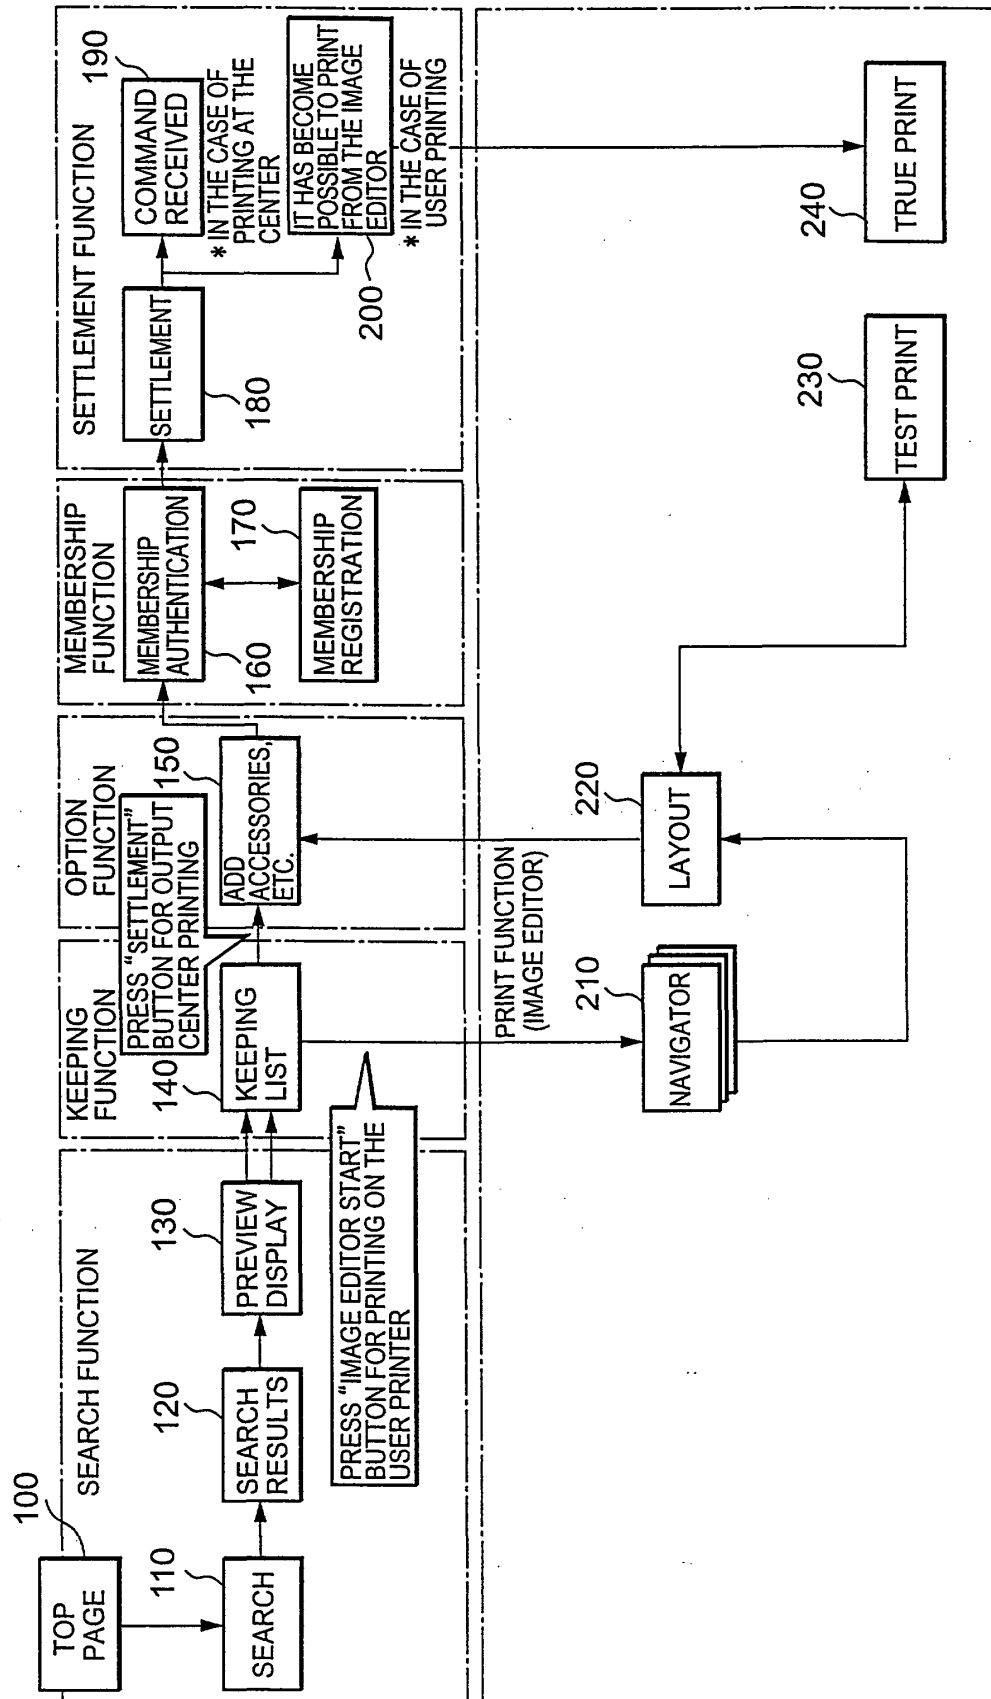 TOP
PAGE
100
SEARCH FUNCTION
SEARCH
110
SEARCH
RESULTS
120
PREVIEW
DISPLAY
130
PRESS “IMAGE EDITOR START”
BUTTON FOR PRINTING ON THE
USER PRINTER
KEEPING
FUNCTION
140
KEEPING
LIST
PRESS “SETTLEMENT”
BUTTON FOR OUTPUT
CENTER PRINTING
OPTION
FUNCTION
150
ADD
ACCESSORIES,
ETC.
MEMBERSHIP
FUNCTION
MEMBERSHIP
AUTHENTICATION
160
170
MEMBERSHIP
REGISTRATION
SETTLEMENT FUNCTION
SETTLEMENT
180
COMMAND
RECEIVED
190
* IN THE CASE OF
PRINTING AT THE
CENTER
IT HAS BECOME
POSSIBLE TO PRINT
FROM THE IMAGE
EDITOR
200
* IN THE CASE OF
USER PRINTING
PRINT FUNCTION
(IMAGE EDITOR)
210
NAVIGATOR
220
LAYOUT
230
TEST PRINT
240
TRUE PRINT